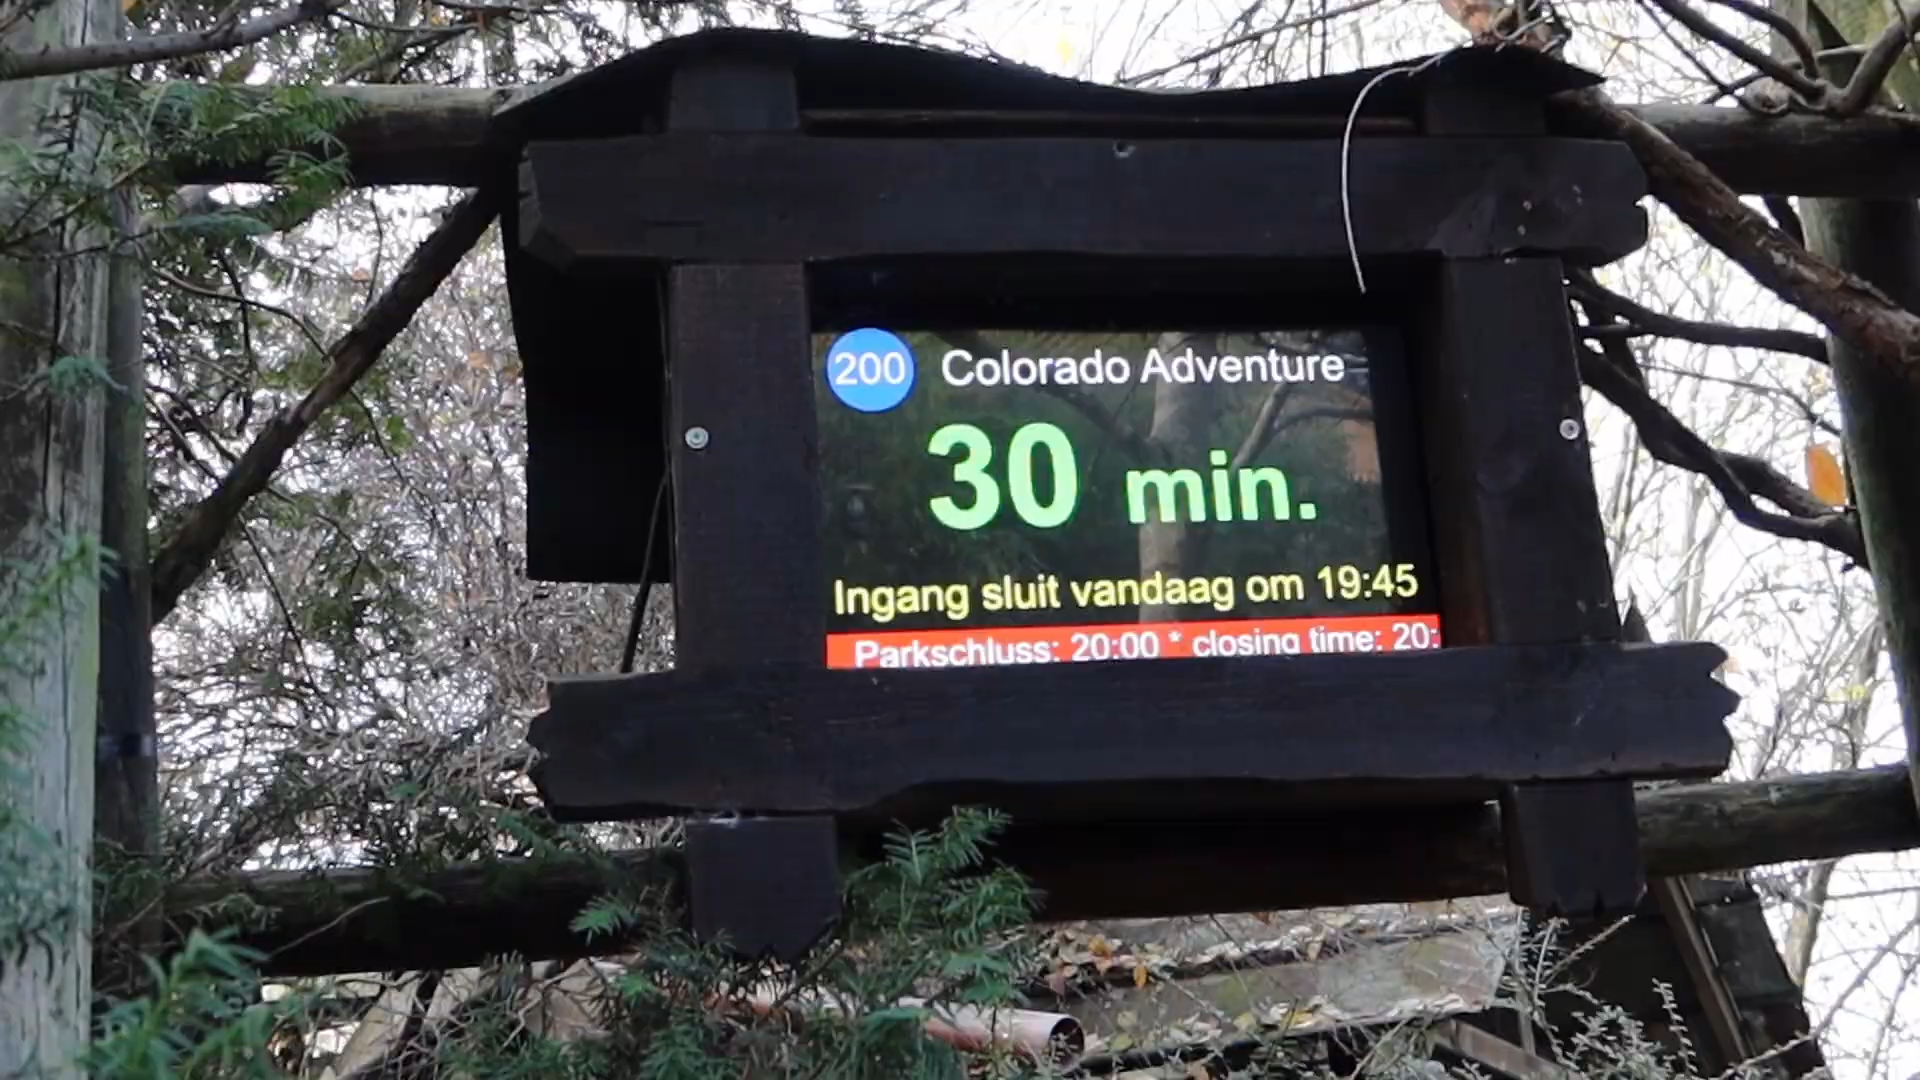 200 Colorado Adventure
30 min.
Ingang sluit vandaag om 19:45
Parkschluss: 20:00 * closing time: 20: